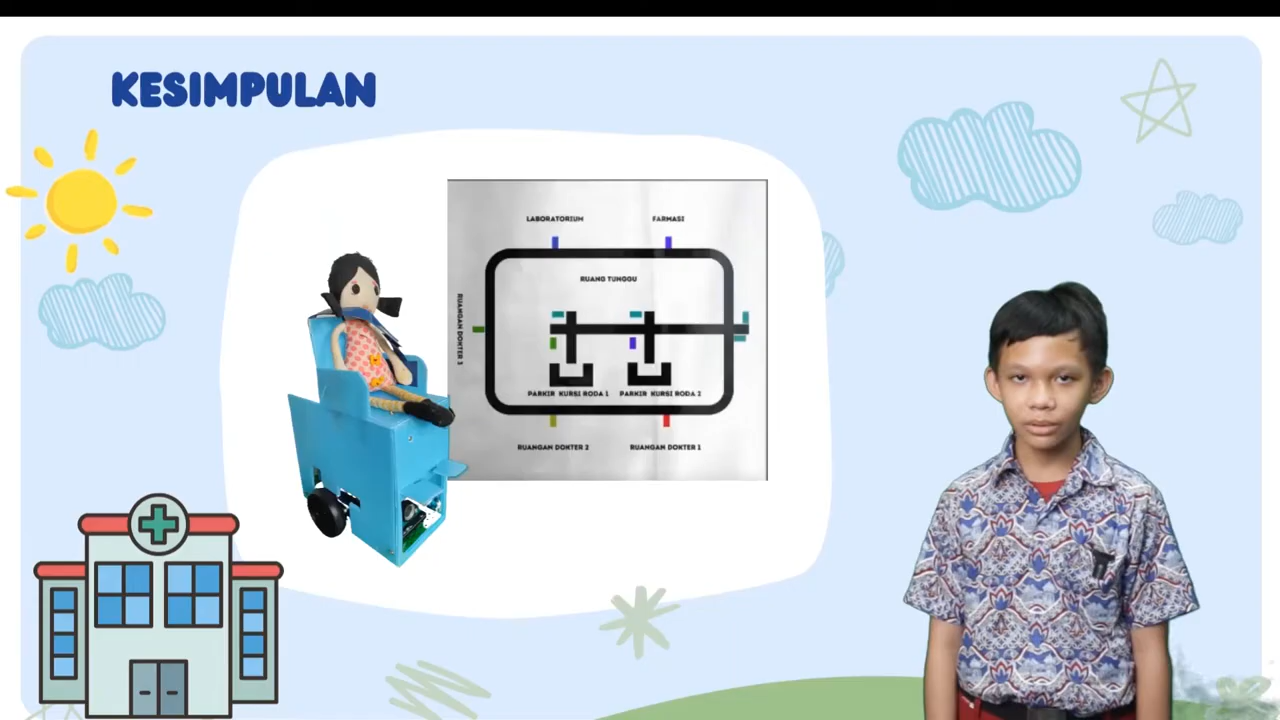 KESIMPULAN
LABORATORIUM
FARMASI
RUANG TUNGGU
RUANGAN DOKTER 3
PARKIR KURSI RODA 1
PARKIR KURSI RODA 2
RUANGAN DOKTER 2
RUANGAN DOKTER 1